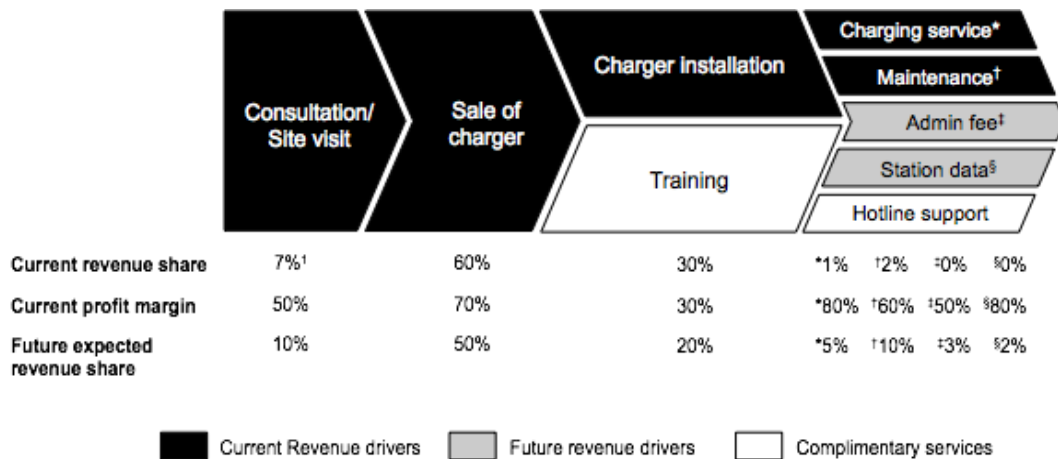 Consultation/
Site visit
Sale of
charger
Charger installation
Training
Charging service*
Maintenance†
Admin fee‡
Station data§
Hotline support
Current revenue share 7%¹ 60% 30% *1% †2% ‡0% §0%
Current profit margin 50% 70% 30% *80% †60% ‡50% §80%
Future expected
revenue share 10% 50% 20% *5% †10% ‡3% §2%
Current Revenue drivers Future revenue drivers Complimentary services